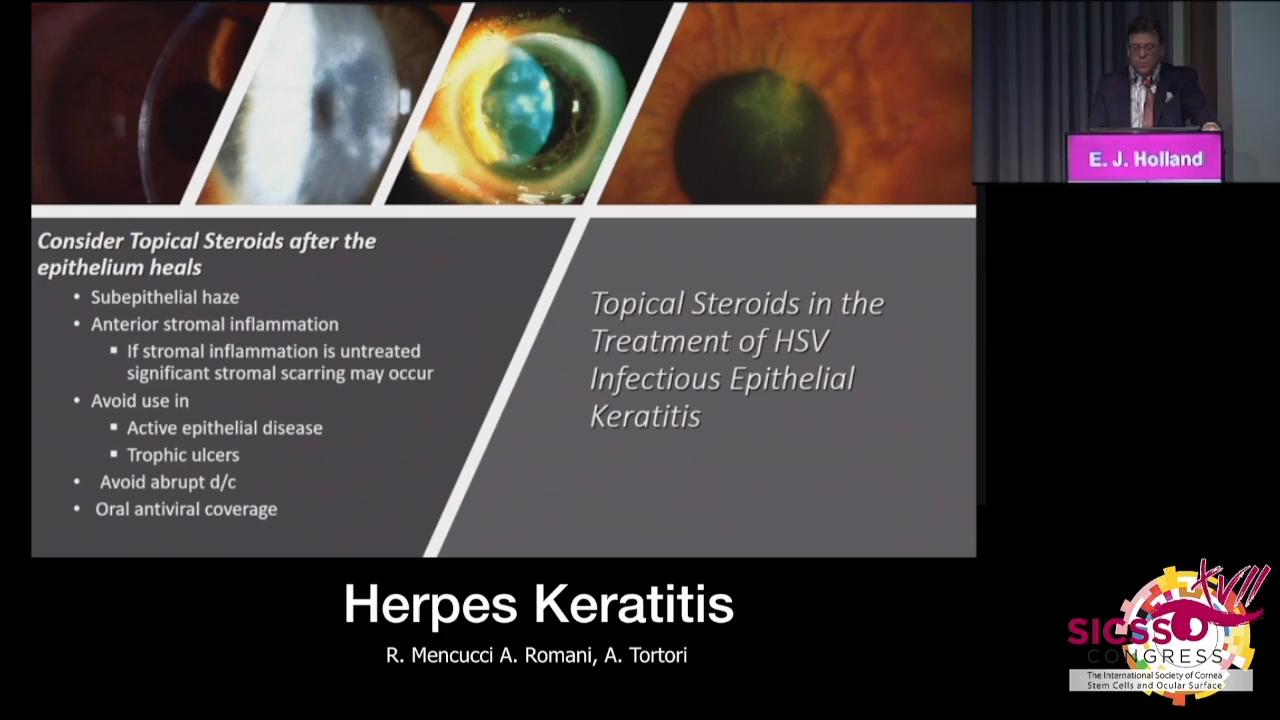 E. J. Holland
Consider Topical Steroids after the
epithelium heals
• Subepithelial haze
• Anterior stromal inflammation
▪ If stromal inflammation is untreated
significant stromal scarring may occur
• Avoid use in
▪ Active epithelial disease
▪ Trophic ulcers
• Avoid abrupt d/c
• Oral antiviral coverage
Topical Steroids in the
Treatment of HSV
Infectious Epithelial
Keratitis
Herpes Keratitis
R. Mencucci A. Romani, A. Tortori
XVII
SICSSO
CONGRESS
The International Society of Cornea
Stem Cells and Ocular Surface